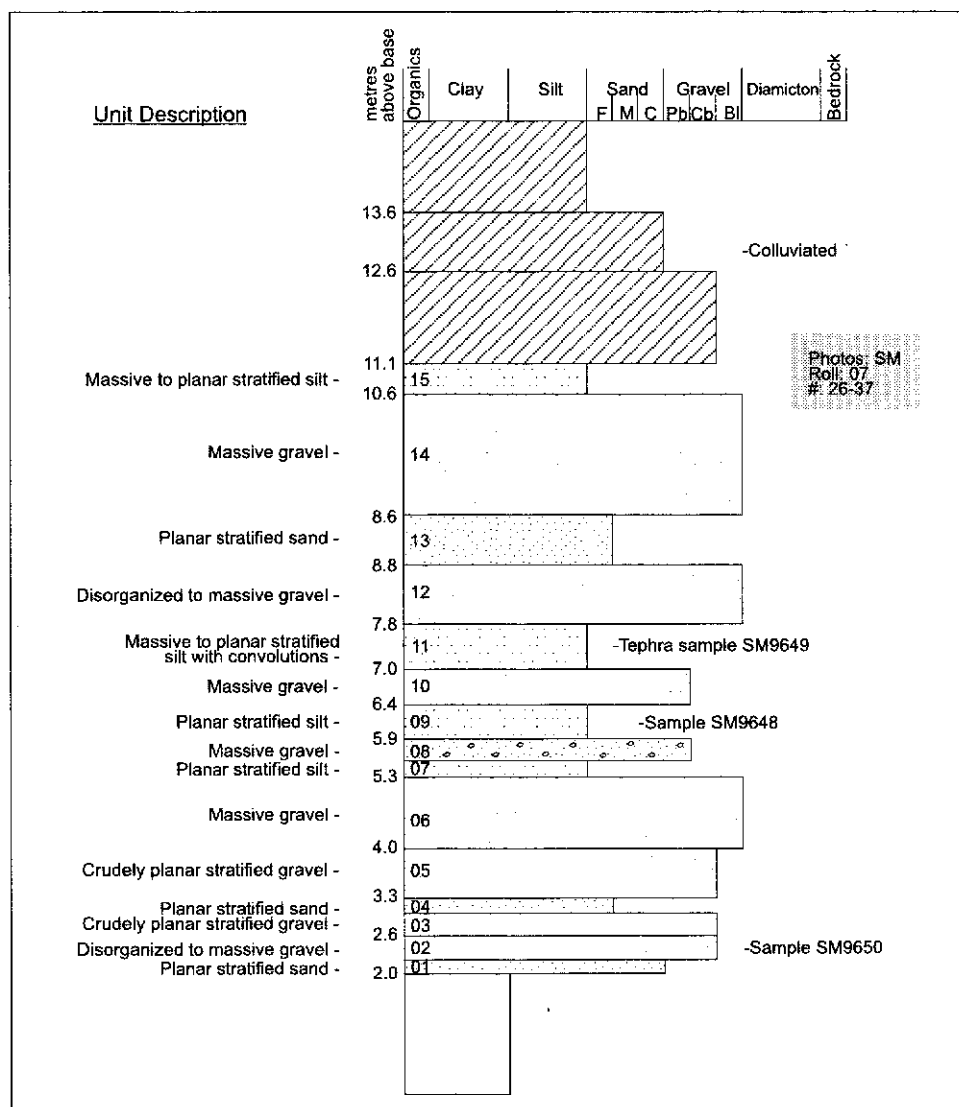 metres
above base
Organics
Clay
Silt
Sand
Gravel
Diamicton
Bedrock
F M C Pb Cb Bl
Unit Description
13.6
-Colluviated
12.6
11.1
Photos: SM
Roll: 07
#: 26-37
Massive to planar stratified silt - 15
10.6
Massive gravel - 14
8.6
Planar stratified sand - 13
8.8
Disorganized to massive gravel - 12
7.8
Massive to planar stratified
silt with convolutions - 11 -Tephra sample SM9649
7.0
Massive gravel - 10
6.4
Planar stratified silt - 09 -Sample SM9648
5.9
Massive gravel - 08
Planar stratified silt - 07
5.3
Massive gravel - 06
4.0
Crudely planar stratified gravel - 05
3.3
Planar stratified sand - 04
Crudely planar stratified gravel - 03
2.6
Disorganized to massive gravel - 02 -Sample SM9650
Planar stratified sand - 01
2.0